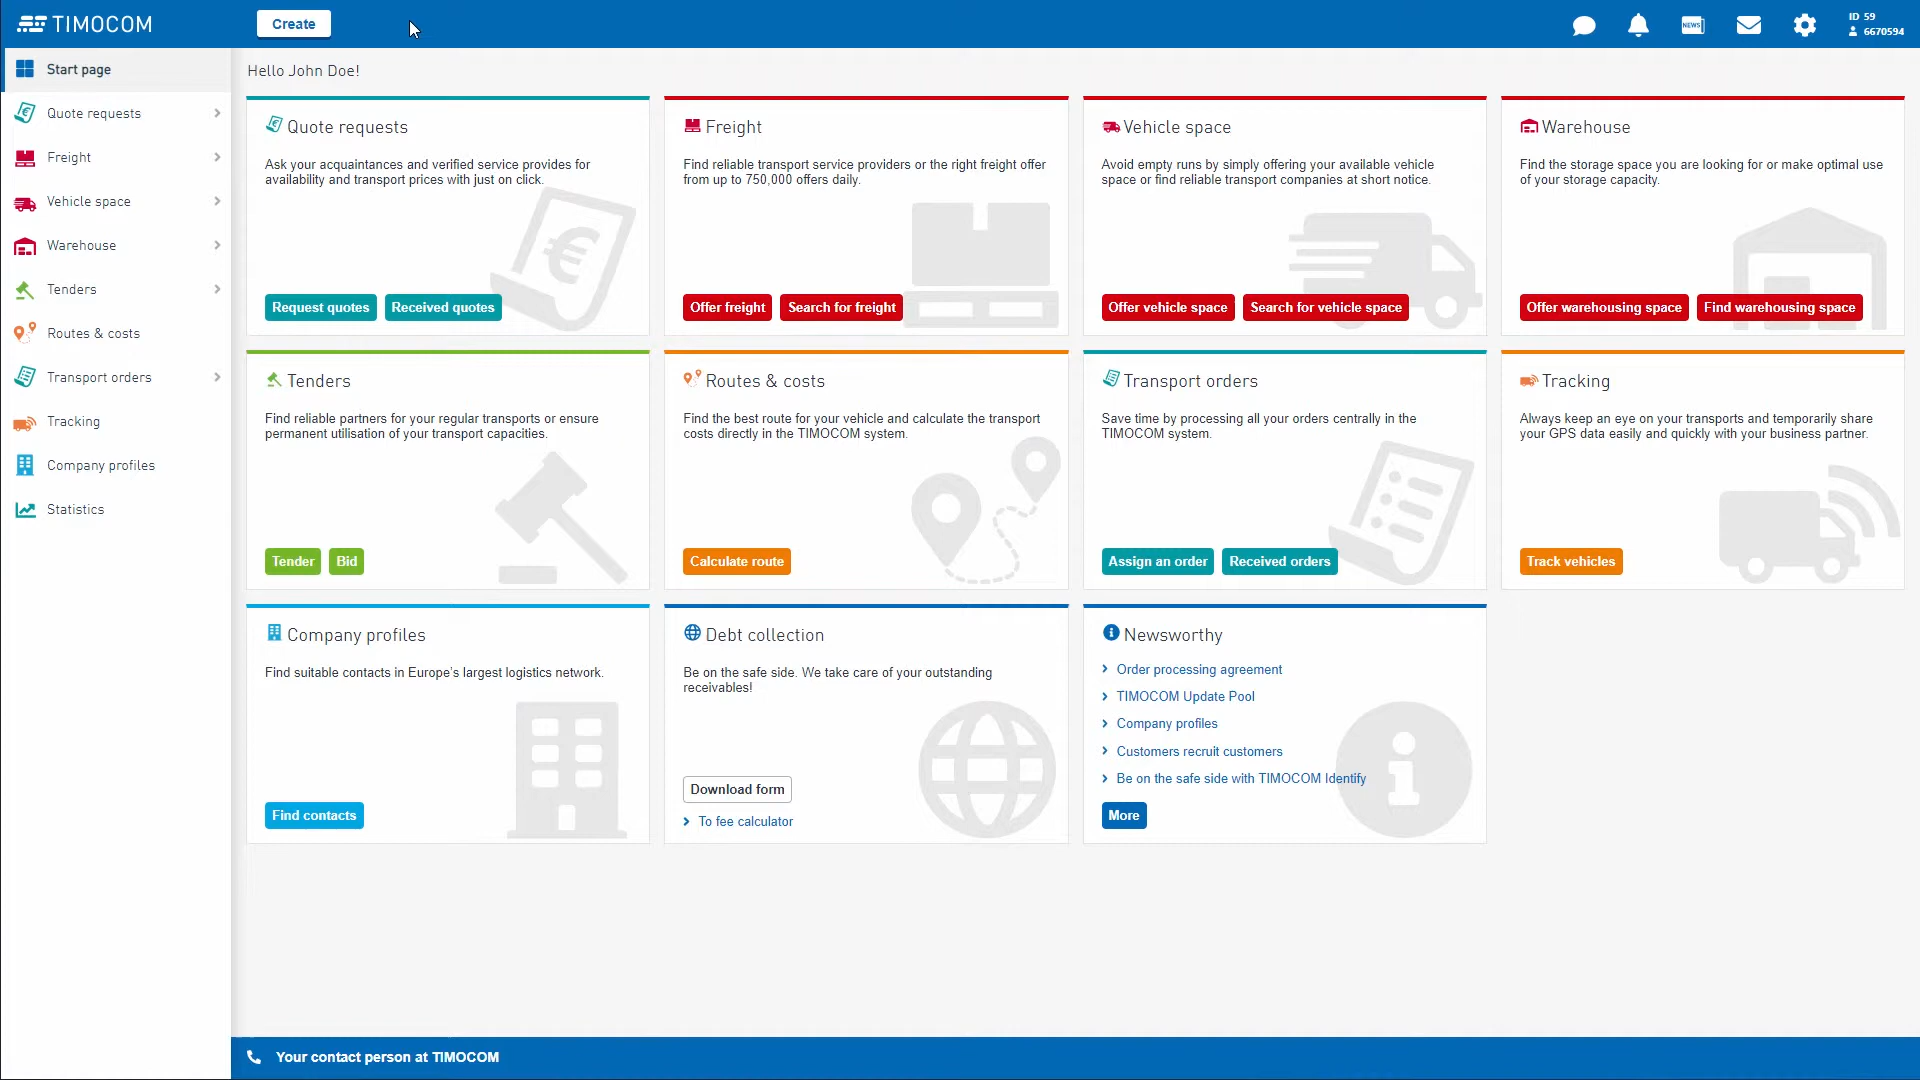 TIMOCOM
Create
NEWS
ID 59
6670594
Start page
Quote requests
Freight
Vehicle space
Warehouse
Tenders
Routes & costs
Transport orders
Tracking
Company profiles
Statistics
Hello John Doe!
Quote requests
Ask your acquaintances and verified service provides for
availability and transport prices with just on click.
Request quotes
Received quotes
Freight
Find reliable transport service providers or the right freight offer
from up to 750,000 offers daily.
Offer freight
Search for freight
Vehicle space
Avoid empty runs by simply offering your available vehicle
space or find reliable transport companies at short notice.
Offer vehicle space
Search for vehicle space
Warehouse
Find the storage space you are looking for or make optimal use
of your storage capacity.
Offer warehousing space
Find warehousing space
Tenders
Find reliable partners for your regular transports or ensure
permanent utilisation of your transport capacities.
Tender
Bid
Routes & costs
Find the best route for your vehicle and calculate the transport
costs directly in the TIMOCOM system.
Calculate route
Transport orders
Save time by processing all your orders centrally in the
TIMOCOM system.
Assign an order
Received orders
Tracking
Always keep an eye on your transports and temporarily share
your GPS data easily and quickly with your business partner.
Track vehicles
Company profiles
Find suitable contacts in Europe's largest logistics network.
Find contacts
Debt collection
Be on the safe side. We take care of your outstanding
receivables!
Download form
To fee calculator
Newsworthy
Order processing agreement
TIMOCOM Update Pool
Company profiles
Customers recruit customers
Be on the safe side with TIMOCOM Identify
More
Your contact person at TIMOCOM